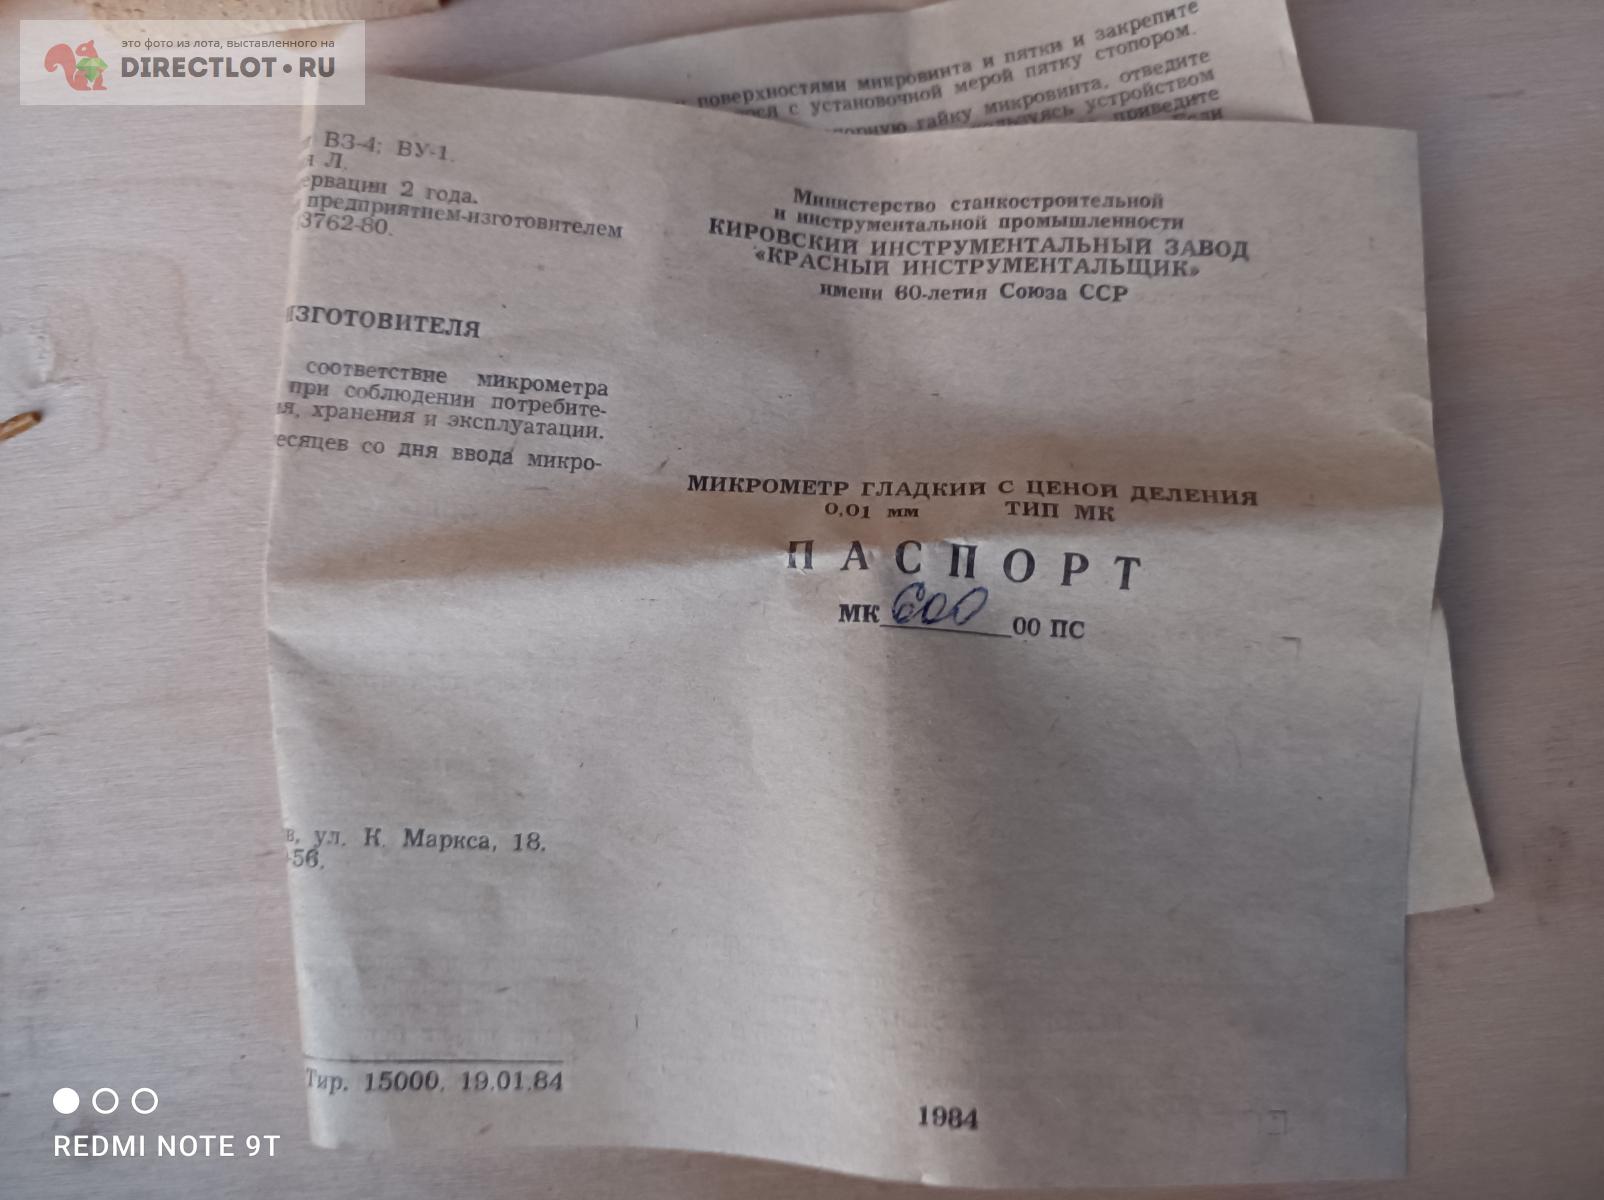 это фото из лота, выставленного на
DIRECTLOT.RU
поверхностями микровинта и пятки и закрепите
с установочной мерой пятку стопором.
гайку микровинта, отведите
устройством
приведите
ВЗ-4; ВУ-1.
Л.
ервации 2 года.
предприятием-изготовителем
3762-80.
ИЗГОТОВИТЕЛЯ
соответствие микрометра
при соблюдении потребите-
ия, хранения и эксплуатации.
есяцев со дня ввода микро-
в, ул. К. Маркса, 18.
-56.
Тир. 15000. 19.01.84
Министерство станкостроительной
и инструментальной промышленности
КИРОВСКИЙ ИНСТРУМЕНТАЛЬНЫЙ ЗАВОД
«КРАСНЫЙ ИНСТРУМЕНТАЛЬЩИК»
имени 60-летия Союза ССР
МИКРОМЕТР ГЛАДКИЙ С ЦЕНОЙ ДЕЛЕНИЯ
0,01 мм ТИП МК
ПАСПОРТ
МК 600 00 ПС
1984
REDMI NOTE 9T